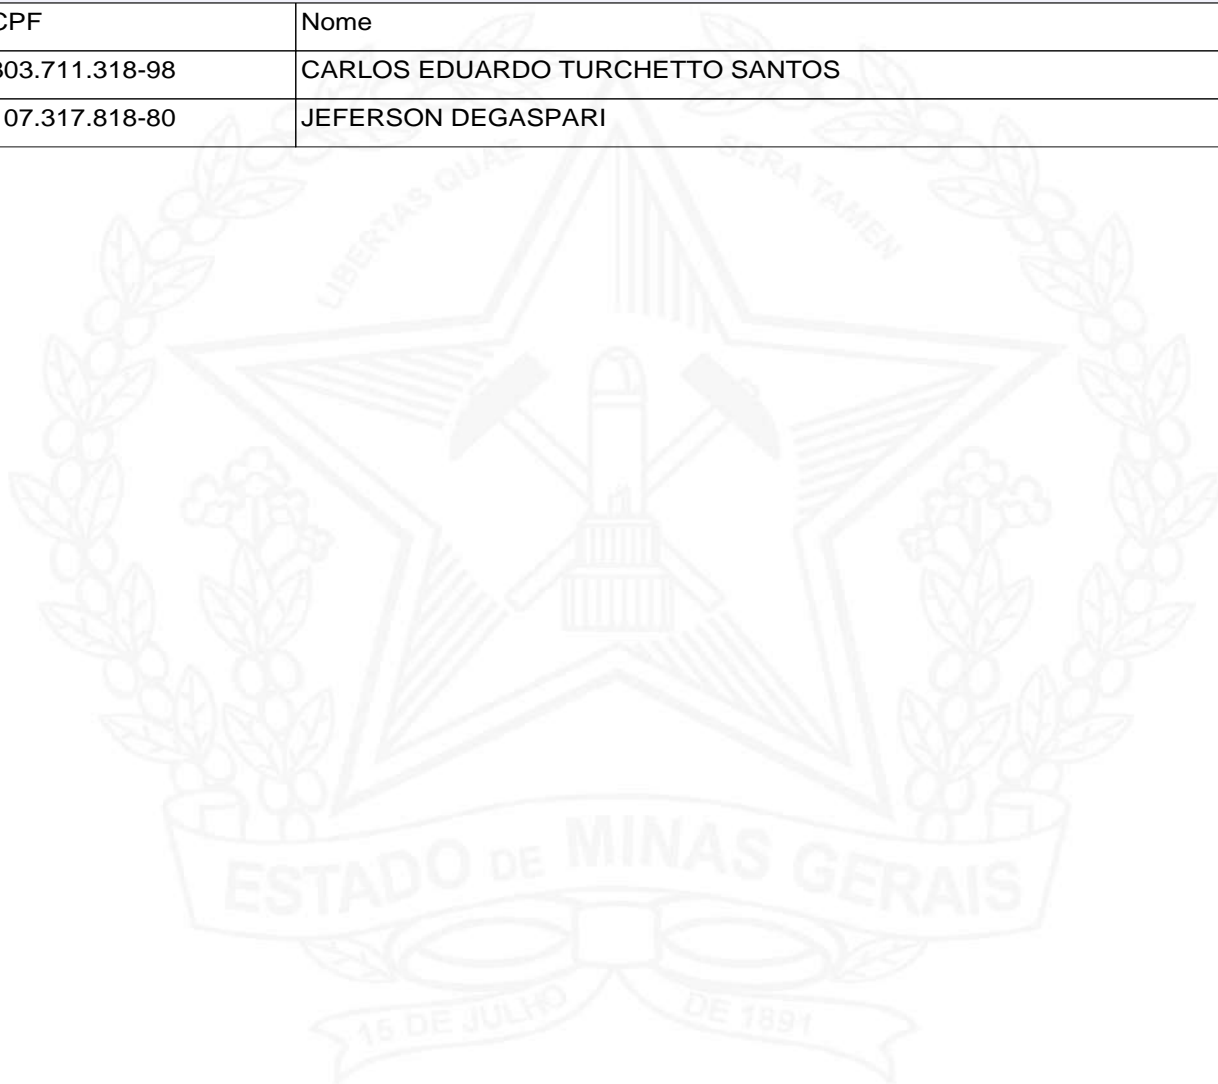 CPF Nome
303.711.318-98 CARLOS EDUARDO TURCHETTO SANTOS
07.317.818-80 JEFERSON DEGASPARI
LIBERTAS QUAE SERA TAMEN
ESTADO DE MINAS GERAIS
15 DE JULHO DE 1891